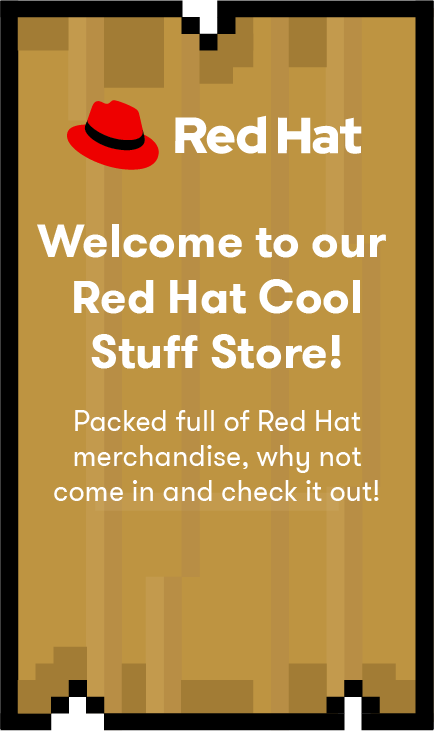 Red Hat
Welcome to our
Red Hat Cool
Stuff Store!
Packed full of Red Hat
merchandise, why not
come in and check it out!